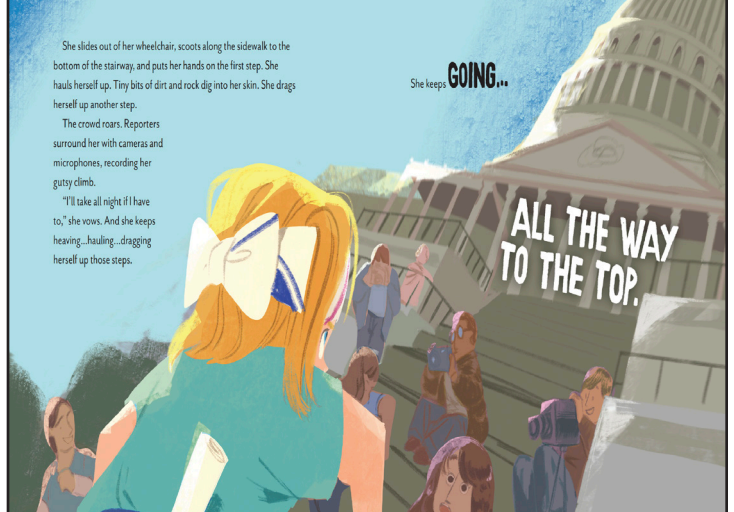 She slides out of her wheelchair, scoots along the sidewalk to the
bottom of the stairway, and puts her hands on the first step. She
hauls herself up. Tiny bits of dirt and rock dig into her skin. She drags
herself up another step.
The crowd roars. Reporters
surround her with cameras and
microphones, recording her
gutsy climb.
“I’ll take all night if I have
to,” she vows. And she keeps
heaving...hauling...dragging
herself up those steps.
She keeps GOING...
ALL THE WAY
TO THE TOP.